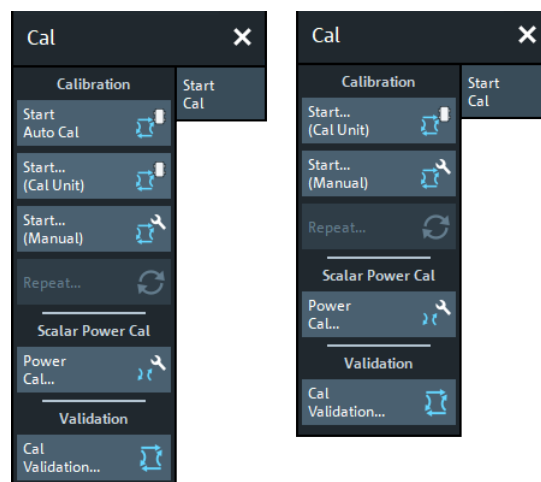 Cal
Calibration
Start
Auto Cal
Start...
(Cal Unit)
Start...
(Manual)
Repeat...
Scalar Power Cal
Power
Cal...
Validation
Cal
Validation...
Start
Cal
Cal
Calibration
Start...
(Cal Unit)
Start...
(Manual)
Repeat...
Scalar Power Cal
Power
Cal...
Validation
Cal
Validation...
Start
Cal